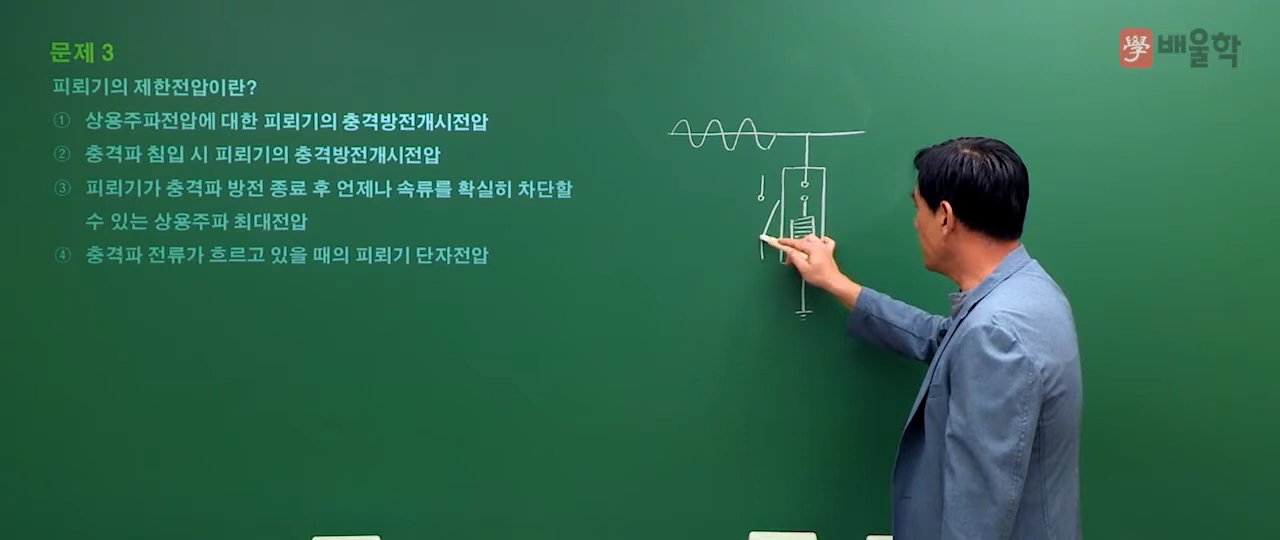 學 배울학
문제 3
피뢰기의 제한전압이란?
① 상용주파전압에 대한 피뢰기의 충격방전개시전압
② 충격파 침입 시 피뢰기의 충격방전개시전압
③ 피뢰기가 충격파 방전 종료 후 언제나 속류를 확실히 차단할
수 있는 상용주파 최대전압
④ 충격파 전류가 흐르고 있을 때의 피뢰기 단자전압